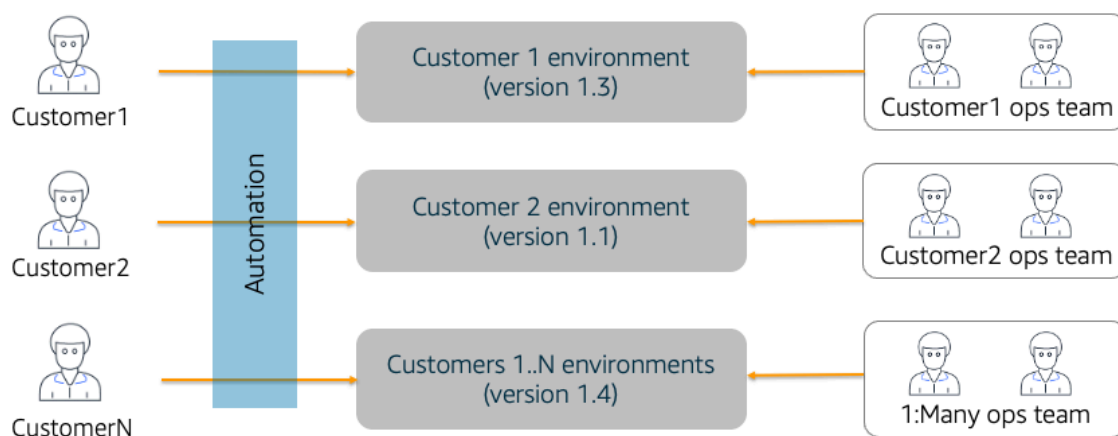 Customer 1 environment
(version 1.3)
Customer1
Customer1 ops team
Automation
Customer 2 environment
(version 1.1)
Customer2
Customer2 ops team
Customers 1..N environments
(version 1.4)
CustomerN
1:Many ops team